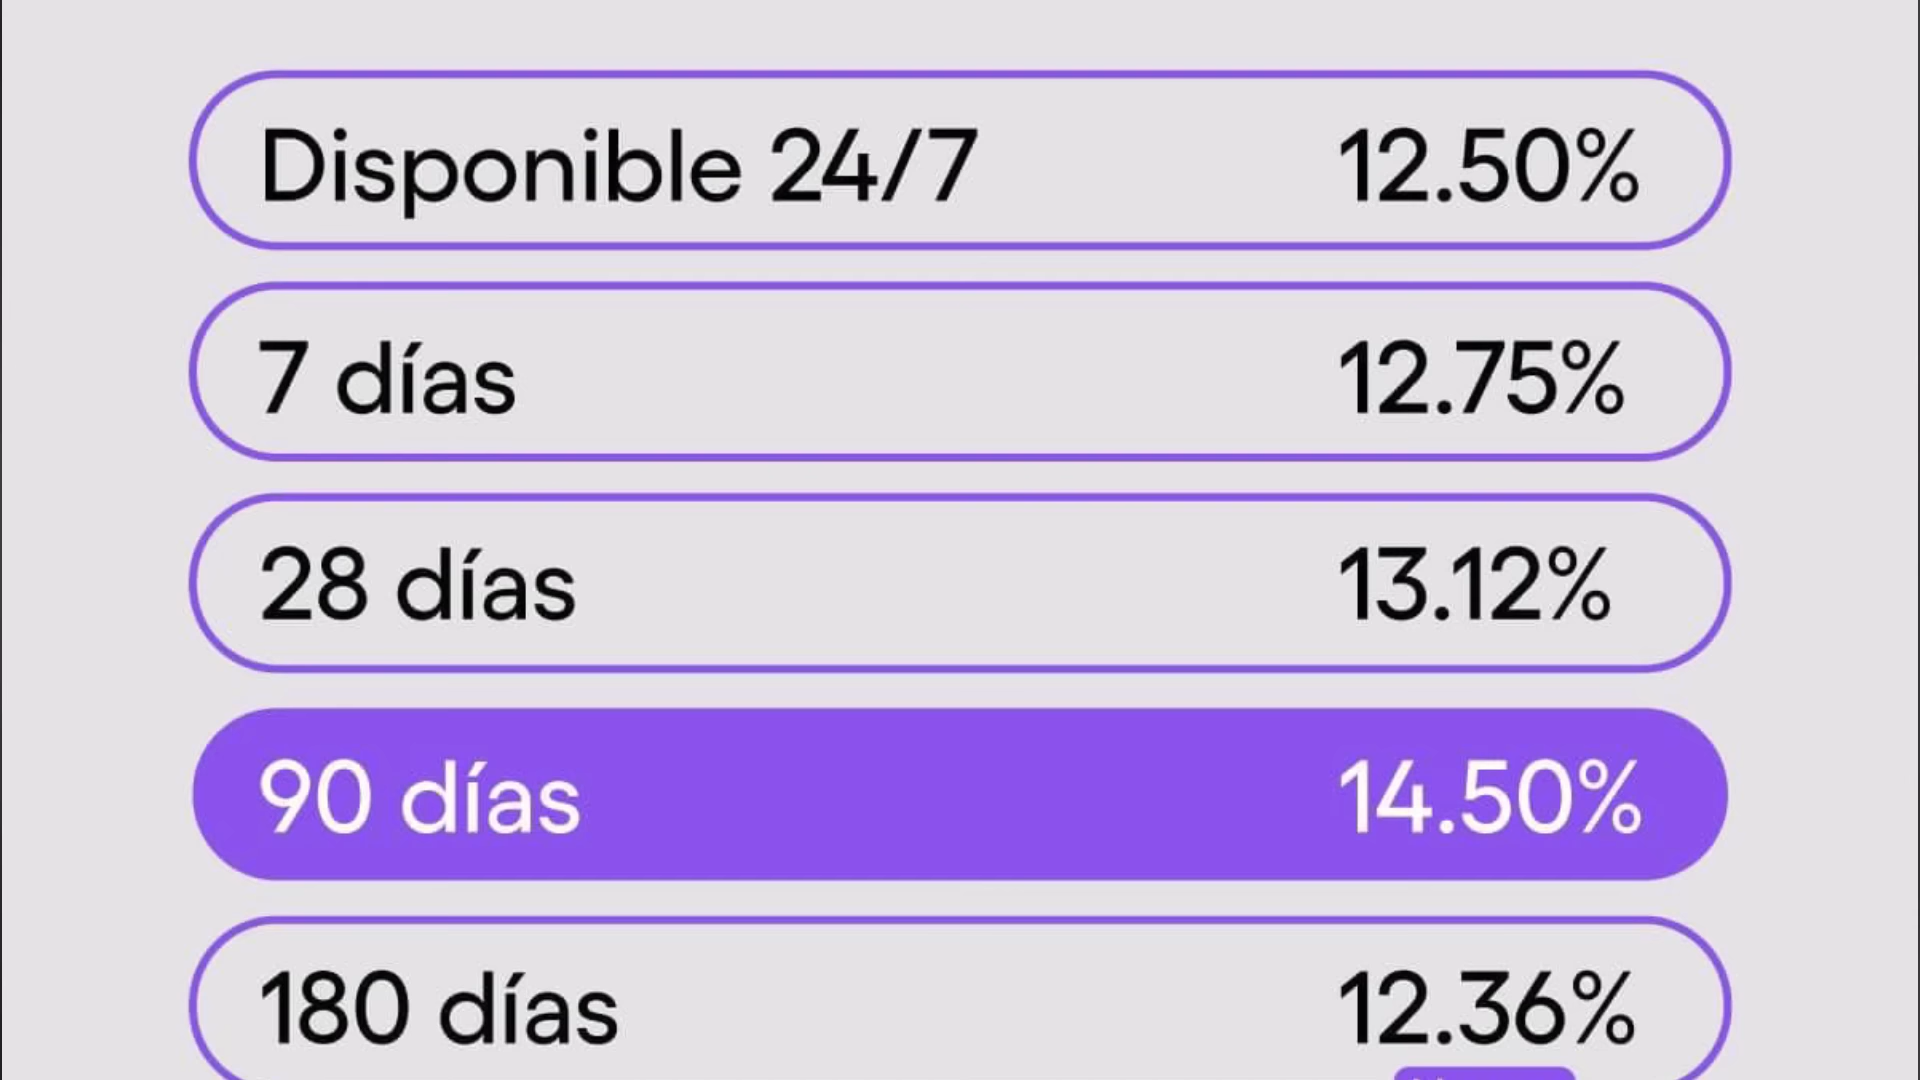 Disponible 24/7 12.50%
7 días 12.75%
28 días 13.12%
90 días 14.50%
180 días 12.36%